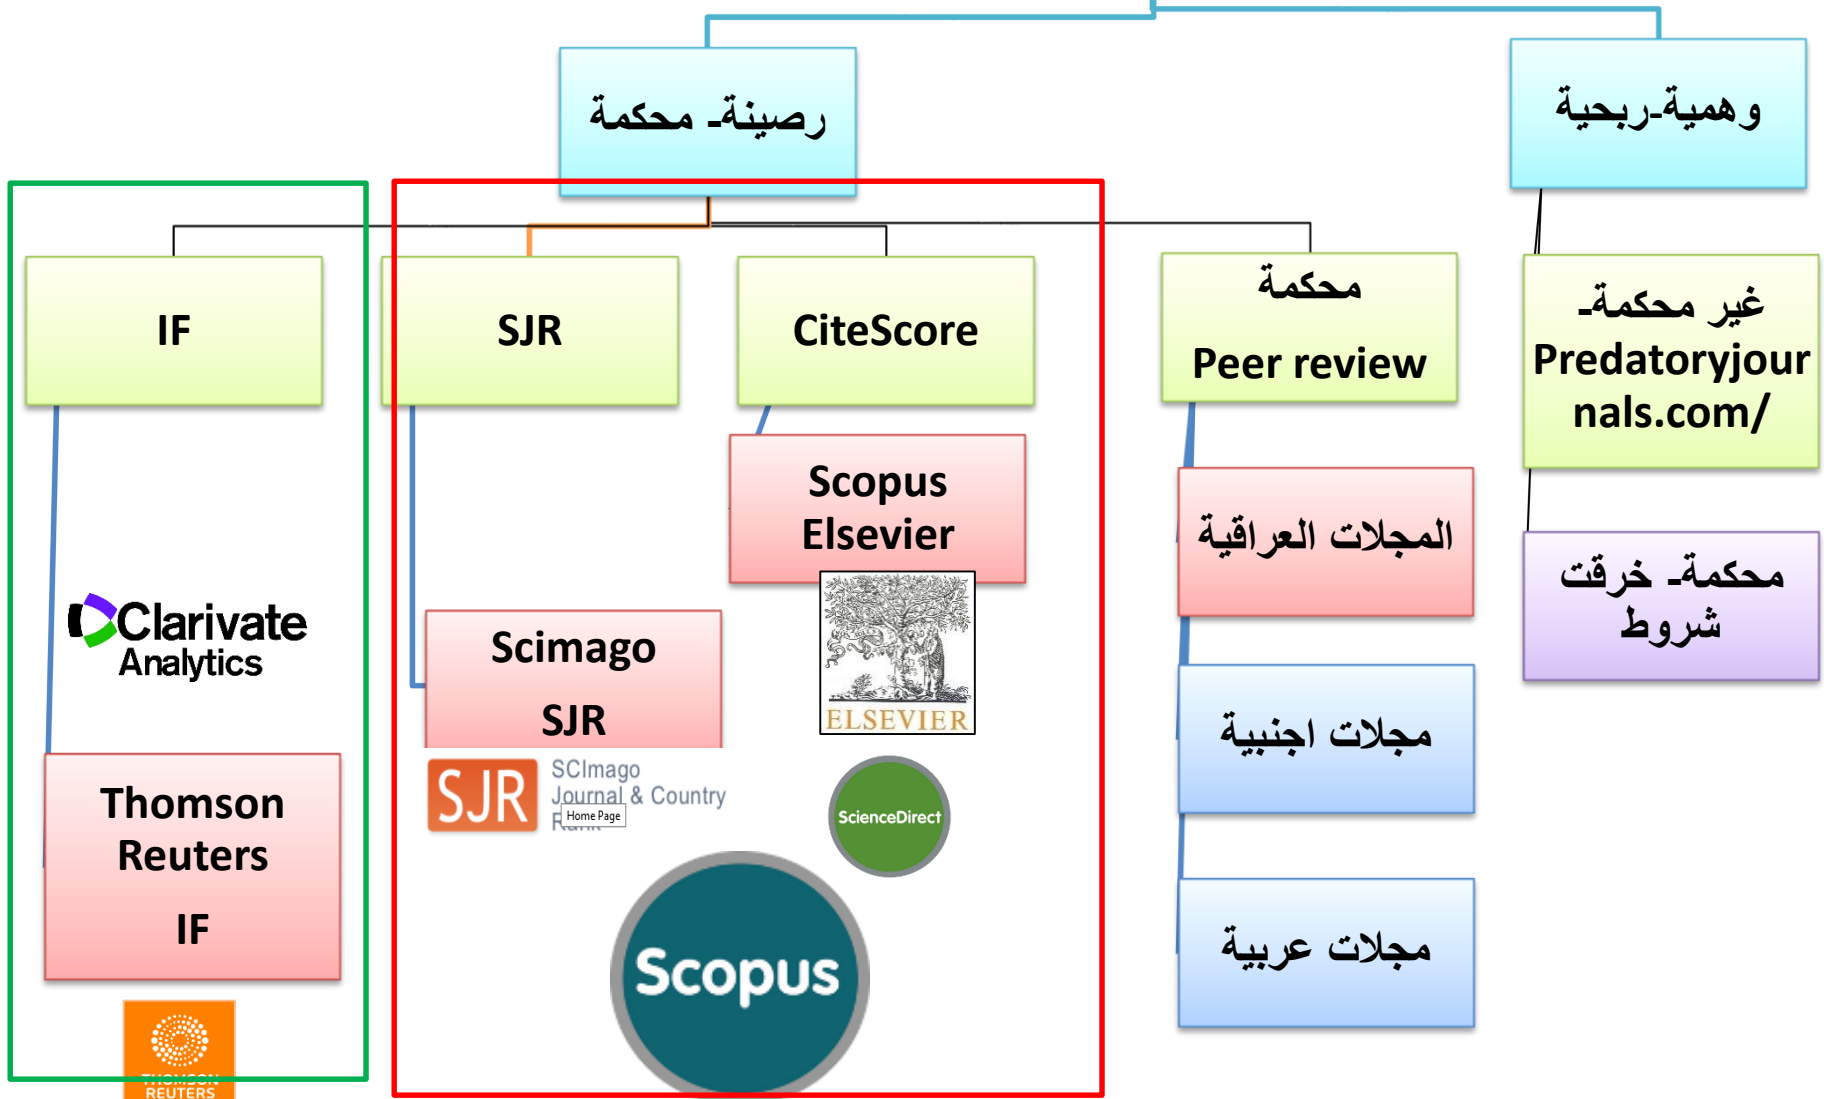 رصينة- محكمة
وهمية-ربحية
IF
SJR
CiteScore
محكمة
Peer review
غير محكمة-
Predatoryjour
nals.com/
Scopus
Elsevier
المجلات العراقية
محكمة- خرقت
شروط
Clarivate
Analytics
Scimago
SJR
ELSEVIER
مجلات اجنبية
SJR
SCImago
Journal & Country
Rank
Home Page
ScienceDirect
Thomson
Reuters
IF
Scopus
مجلات عربية
THOMSON
REUTERS